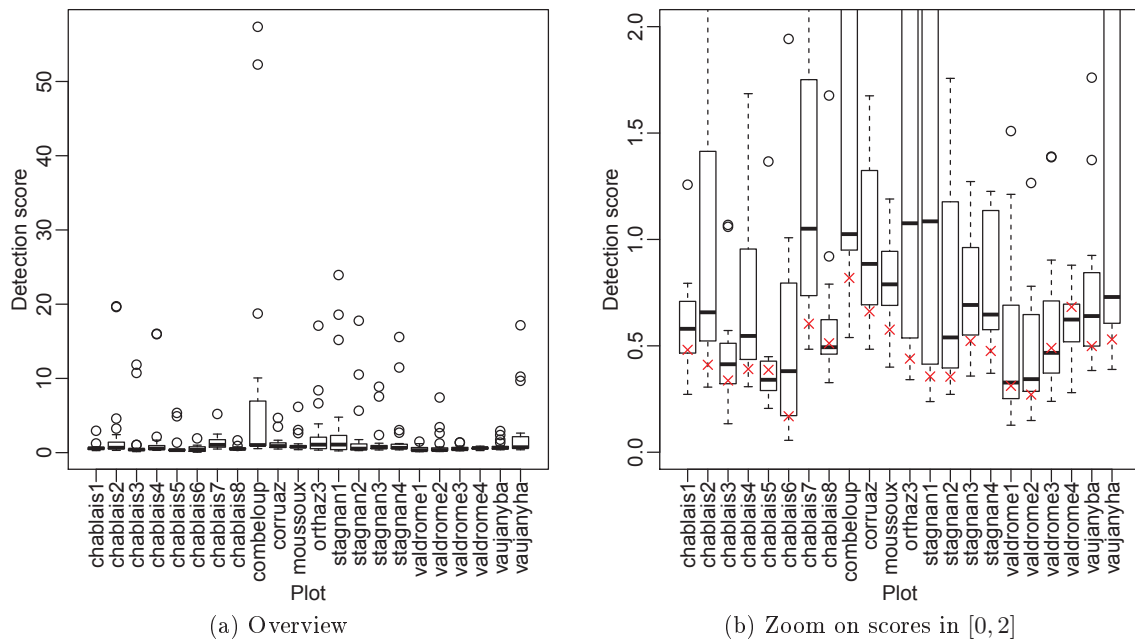 Detection score
50
40
30
20
10
0
chablais1
chablais2
chablais3
chablais4
chablais5
chablais6
chablais7
chablais8
combeloup
corruaz
moussoux
orthaz3
stagnan1
stagnan2
stagnan3
stagnan4
valdrome1
valdrome2
valdrome3
valdrome4
vaujanyba
vaujanyha
Plot
(a) Overview
Detection score
2.0
1.5
1.0
0.5
0.0
chablais1
chablais2
chablais3
chablais4
chablais5
chablais6
chablais7
chablais8
combeloup
corruaz
moussoux
orthaz3
stagnan1
stagnan2
stagnan3
stagnan4
valdrome1
valdrome2
valdrome3
valdrome4
vaujanyba
vaujanyha
Plot
(b) Zoom on scores in [0, 2]